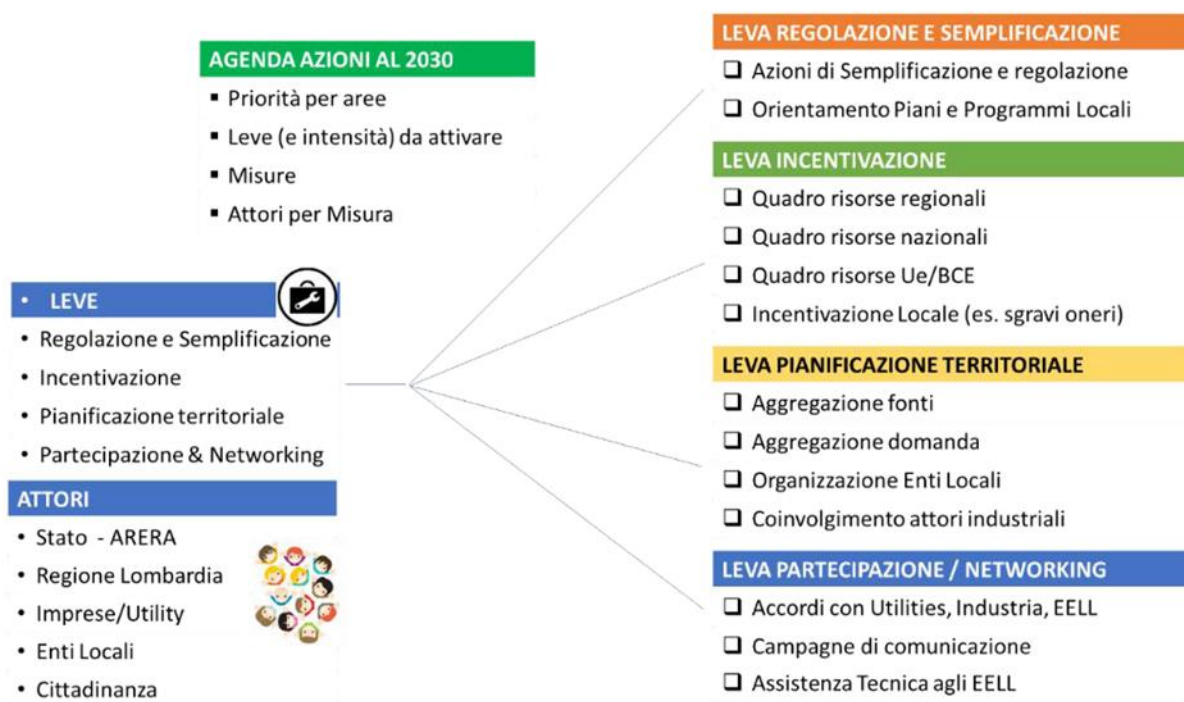 AGENDA AZIONI AL 2030
▪ Priorità per aree
▪ Leve (e intensità) da attivare
▪ Misure
▪ Attori per Misura
• LEVE
• Regolazione e Semplificazione
• Incentivazione
• Pianificazione territoriale
• Partecipazione & Networking
ATTORI
• Stato - ARERA
• Regione Lombardia
• Imprese/Utility
• Enti Locali
• Cittadinanza
LEVA REGOLAZIONE E SEMPLIFICAZIONE
❑ Azioni di Semplificazione e regolazione
❑ Orientamento Piani e Programmi Locali
LEVA INCENTIVAZIONE
❑ Quadro risorse regionali
❑ Quadro risorse nazionali
❑ Quadro risorse Ue/BCE
❑ Incentivazione Locale (es. sgravi oneri)
LEVA PIANIFICAZIONE TERRITORIALE
❑ Aggregazione fonti
❑ Aggregazione domanda
❑ Organizzazione Enti Locali
❑ Coinvolgimento attori industriali
LEVA PARTECIPAZIONE / NETWORKING
❑ Accordi con Utilities, Industria, EELL
❑ Campagne di comunicazione
❑ Assistenza Tecnica agli EELL